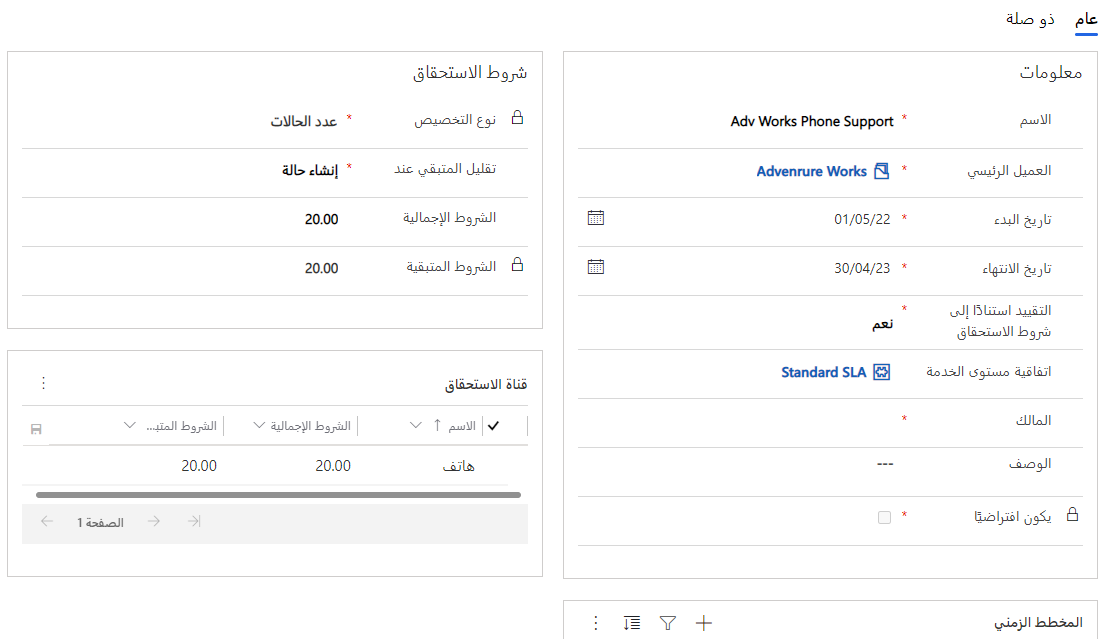 عام
ذو صلة
معلومات
الاسم * Adv Works Phone Support
العميل الرئيسي * Advenrure Works
تاريخ البدء * 01/05/22
تاريخ الانتهاء * 30/04/23
التقييد استنادًا إلى
شروط الاستحقاق * نعم
اتفاقية مستوى الخدمة Standard SLA
المالك *
الوصف ---
يكون افتراضيًا *
المخطط الزمني
شروط الاستحقاق
نوع التخصيص * عدد الحالات
تقليل المتبقي عند * إنشاء حالة
الشروط الإجمالية 20.00
الشروط المتبقية 20.00
قناة الاستحقاق
الاسم ↑ الشروط الإجمالية الشروط المتب...
هاتف 20.00 20.00
الصفحة 1